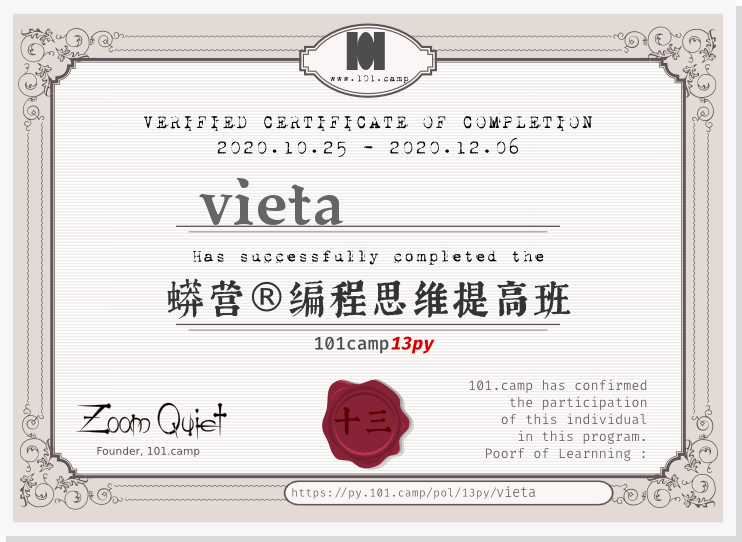 101
www.101.camp
VERIFIED CERTIFICATE OF COMPLETION
2020.10.25 - 2020.12.06
vieta
Has successfully completed the
蟒营®编程思维提高班
101camp13py
Zoom Quiet
Founder, 101.camp
十三
101.camp has confirmed
the participation
of this individual
in this program.
Poorf of Learnning :
https://py.101.camp/pol/13py/vieta